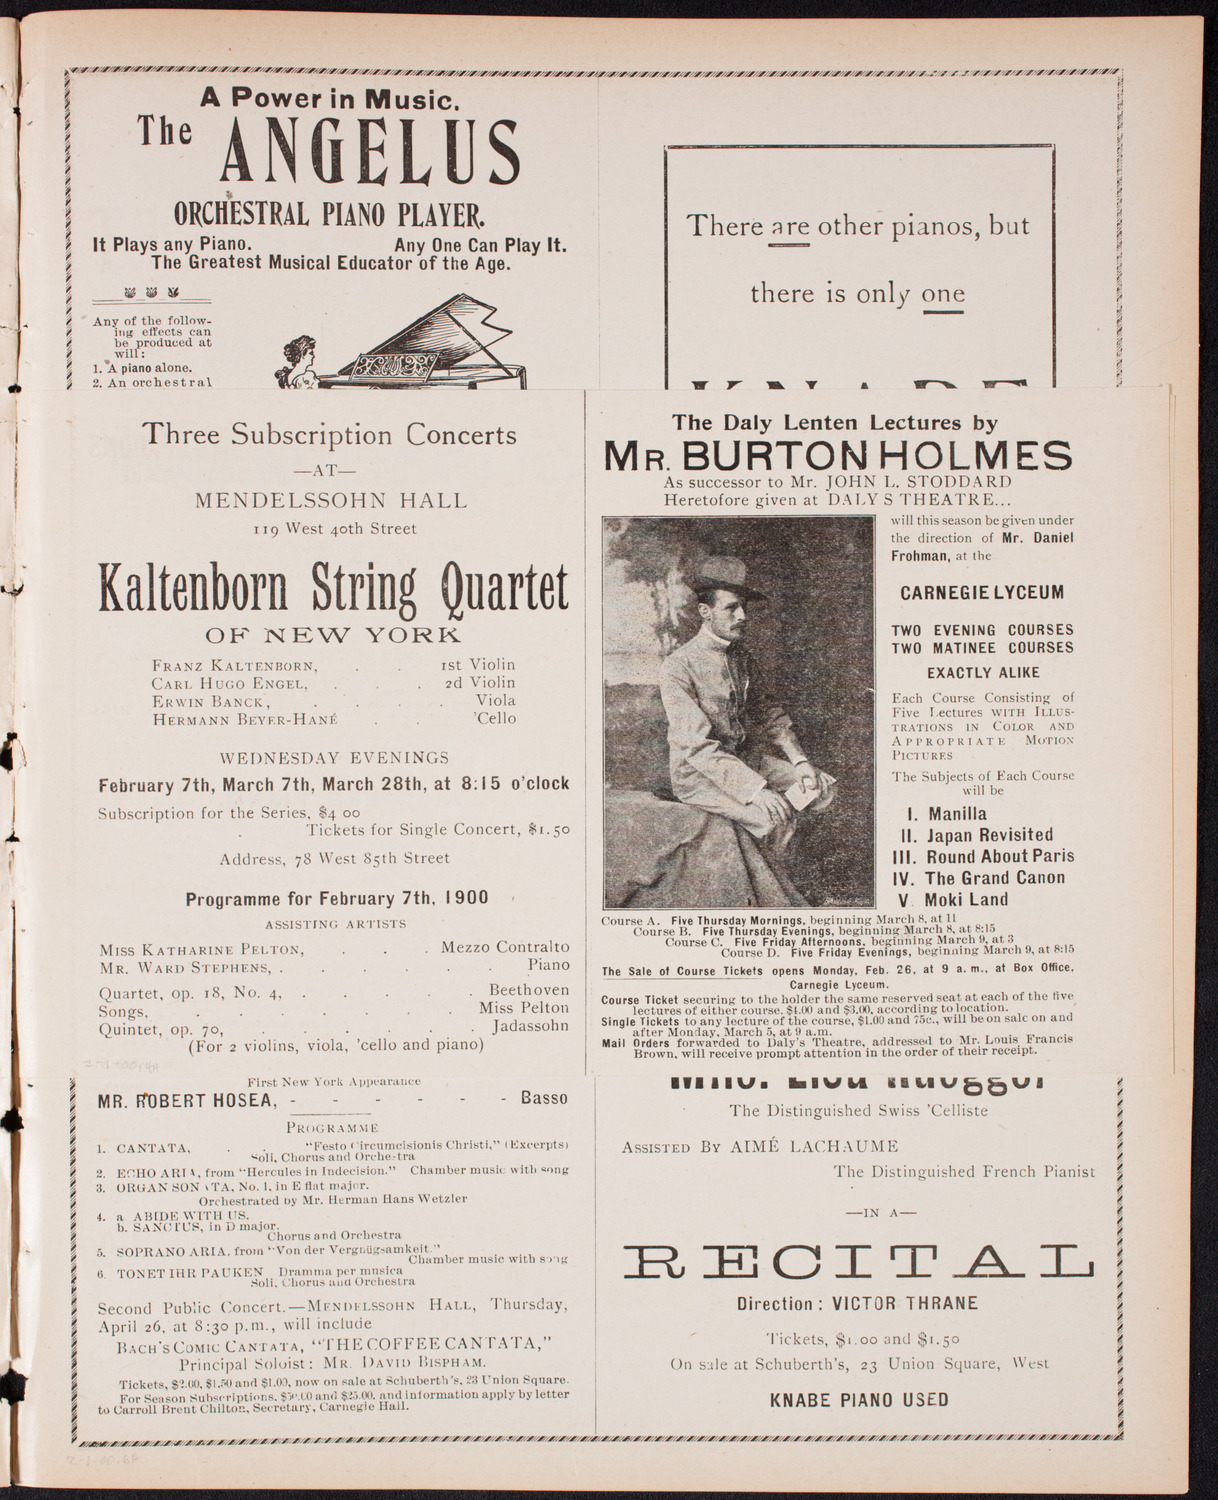 A Power in Music.
The ANGELUS
ORCHESTRAL PIANO PLAYER.
It Plays any Piano. Any One Can Play It.
The Greatest Musical Educator of the Age.
Any of the follow-
ing effects can
be produced at
will:
1. A piano alone.
2. An orchestral
There are other pianos, but
there is only one
Three Subscription Concerts
—AT—
MENDELSSOHN HALL
119 West 40th Street
Kaltenborn String Quartet
OF NEW YORK
FRANZ KALTENBORN, . . 1st Violin
CARL HUGO ENGEL, . . . 2d Violin
ERWIN BANCK, . . . . Viola
HERMANN BEYER-HANÉ . . 'Cello
WEDNESDAY EVENINGS
February 7th, March 7th, March 28th, at 8:15 o'clock
Subscription for the Series, $4 00
Tickets for Single Concert, $1.50
Address, 78 West 85th Street
Programme for February 7th, 1900
ASSISTING ARTISTS
MISS KATHARINE PELTON, . . . Mezzo Contralto
MR. WARD STEPHENS, . . . . . Piano
Quartet, op. 18, No. 4, . . . . . Beethoven
Songs, . . . . . . . . Miss Pelton
Quintet, op. 70, . . . . . . Jadassohn
(For 2 violins, viola, 'cello and piano)
The Daly Lenten Lectures by
MR. BURTON HOLMES
As successor to Mr. JOHN L. STODDARD
Heretofore given at DALY S THEATRE...
will this season be given under
the direction of Mr. Daniel
Frohman, at the
CARNEGIE LYCEUM
TWO EVENING COURSES
TWO MATINEE COURSES
EXACTLY ALIKE
Each Course Consisting of
Five Lectures WITH ILLUS-
TRATIONS IN COLOR AND
APPROPRIATE MOTION
PICTURES
The Subjects of Each Course
will be
I. Manilla
II. Japan Revisited
III. Round About Paris
IV. The Grand Canon
V. Moki Land
Course A. Five Thursday Mornings, beginning March 8, at 11
Course B. Five Thursday Evenings, beginning March 8, at 8:15
Course C. Five Friday Afternoons, beginning March 9, at 3
Course D. Five Friday Evenings, beginning March 9, at 8:15
The Sale of Course Tickets opens Monday, Feb. 26, at 9 a. m., at Box Office,
Carnegie Lyceum.
Course Ticket securing to the holder the same reserved seat at each of the five
lectures of either course. $4.00 and $3.00, according to location.
Single Tickets to any lecture of the course, $1.00 and 75c., will be on sale on and
after Monday, March 5, at 9 a.m.
Mail Orders forwarded to Daly's Theatre, addressed to Mr. Louis Francis
Brown, will receive prompt attention in the order of their receipt.
First New York Appearance
MR. ROBERT HOSEA, - - - - - - Basso
PROGRAMME
1. CANTATA, . . "Festo Circumcisionis Christi," (Excerpts)
Soli, Chorus and Orchestra
2. ECHO ARIA, from "Hercules in Indecision." Chamber music with song
3. ORGAN SONATA, No. 1, in E flat major.
Orchestrated by Mr. Herman Hans Wetzler
4. a ABIDE WITH US.
b. SANCTUS, in D major.
Chorus and Orchestra
5. SOPRANO ARIA, from "Von der Vergnügsamkeit."
Chamber music with song
6. TONET IHR PAUKEN Dramma per musica
Soli, Chorus and Orchestra
Second Public Concert.—MENDELSSOHN HALL, Thursday,
April 26, at 8:30 p.m., will include
BACH'S COMIC CANTATA, "THE COFFEE CANTATA,"
Principal Soloist: MR. DAVID BISPHAM.
Tickets, $2.00, $1.50 and $1.00, now on sale at Schuberth's, 23 Union Square.
For Season Subscriptions, $50.00 and $25.00, and information apply by letter
to Carroll Brent Chilton, Secretary, Carnegie Hall.
The Distinguished Swiss 'Celliste
ASSISTED BY AIMÉ LACHAUME
The Distinguished French Pianist
—IN A—
RECITAL
Direction: VICTOR THRANE
Tickets, $1.00 and $1.50
On sale at Schuberth's, 23 Union Square, West
KNABE PIANO USED